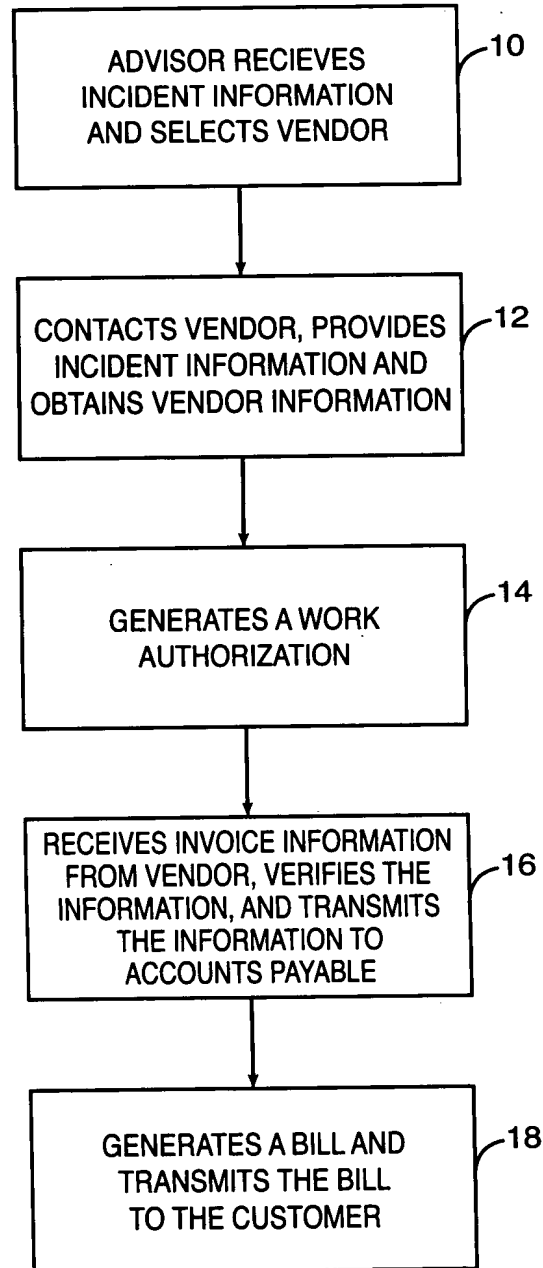 ADVISOR RECIEVES
INCIDENT INFORMATION
AND SELECTS VENDOR
10
CONTACTS VENDOR, PROVIDES
INCIDENT INFORMATION AND
OBTAINS VENDOR INFORMATION
12
GENERATES A WORK
AUTHORIZATION
14
RECEIVES INVOICE INFORMATION
FROM VENDOR, VERIFIES THE
INFORMATION, AND TRANSMITS
THE INFORMATION TO
ACCOUNTS PAYABLE
16
GENERATES A BILL AND
TRANSMITS THE BILL
TO THE CUSTOMER
18